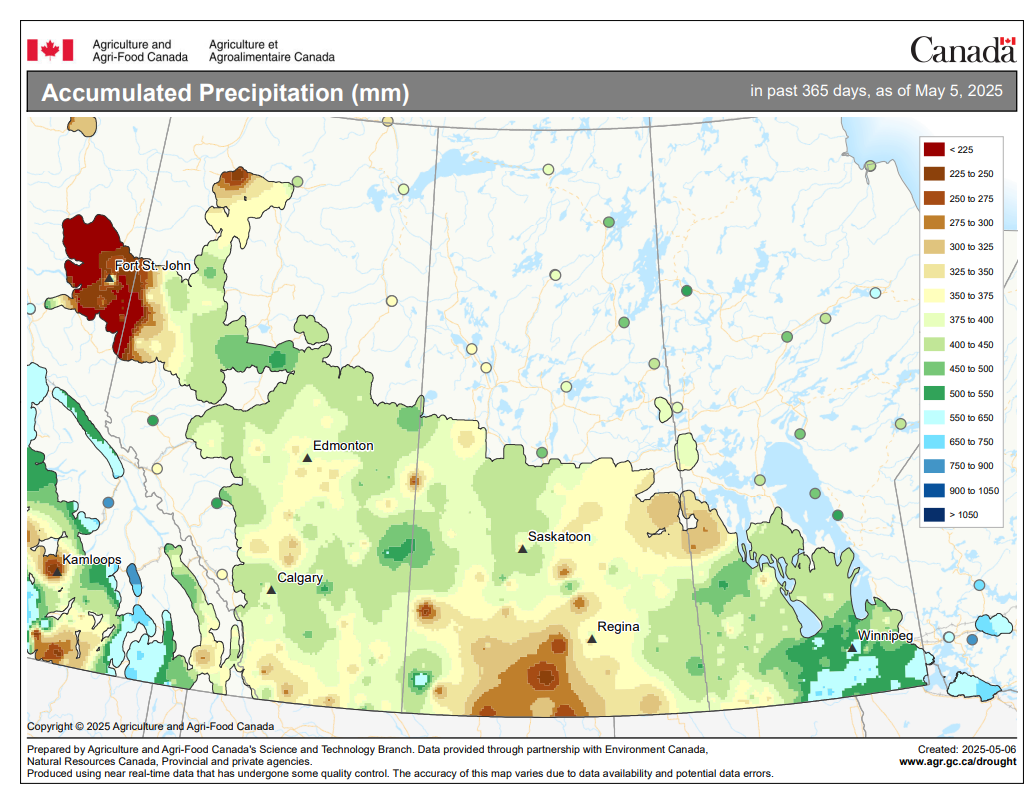 Agriculture and Agriculture et
Agri-Food Canada Agroalimentaire Canada
Canada
Accumulated Precipitation (mm)
in past 365 days, as of May 5, 2025
< 225
225 to 250
250 to 275
275 to 300
300 to 325
325 to 350
350 to 375
375 to 400
400 to 450
450 to 500
500 to 550
550 to 650
650 to 750
750 to 900
900 to 1050
> 1050
Fort St. John
Edmonton
Saskatoon
Kamloops
Calgary
Regina
Winnipeg
Copyright © 2025 Agriculture and Agri-Food Canada
Prepared by Agriculture and Agri-Food Canada's Science and Technology Branch. Data provided through partnership with Environment Canada,
Natural Resources Canada, Provincial and private agencies.
Produced using near real-time data that has undergone some quality control. The accuracy of this map varies due to data availability and potential data errors.
Created: 2025-05-06
www.agr.gc.ca/drought